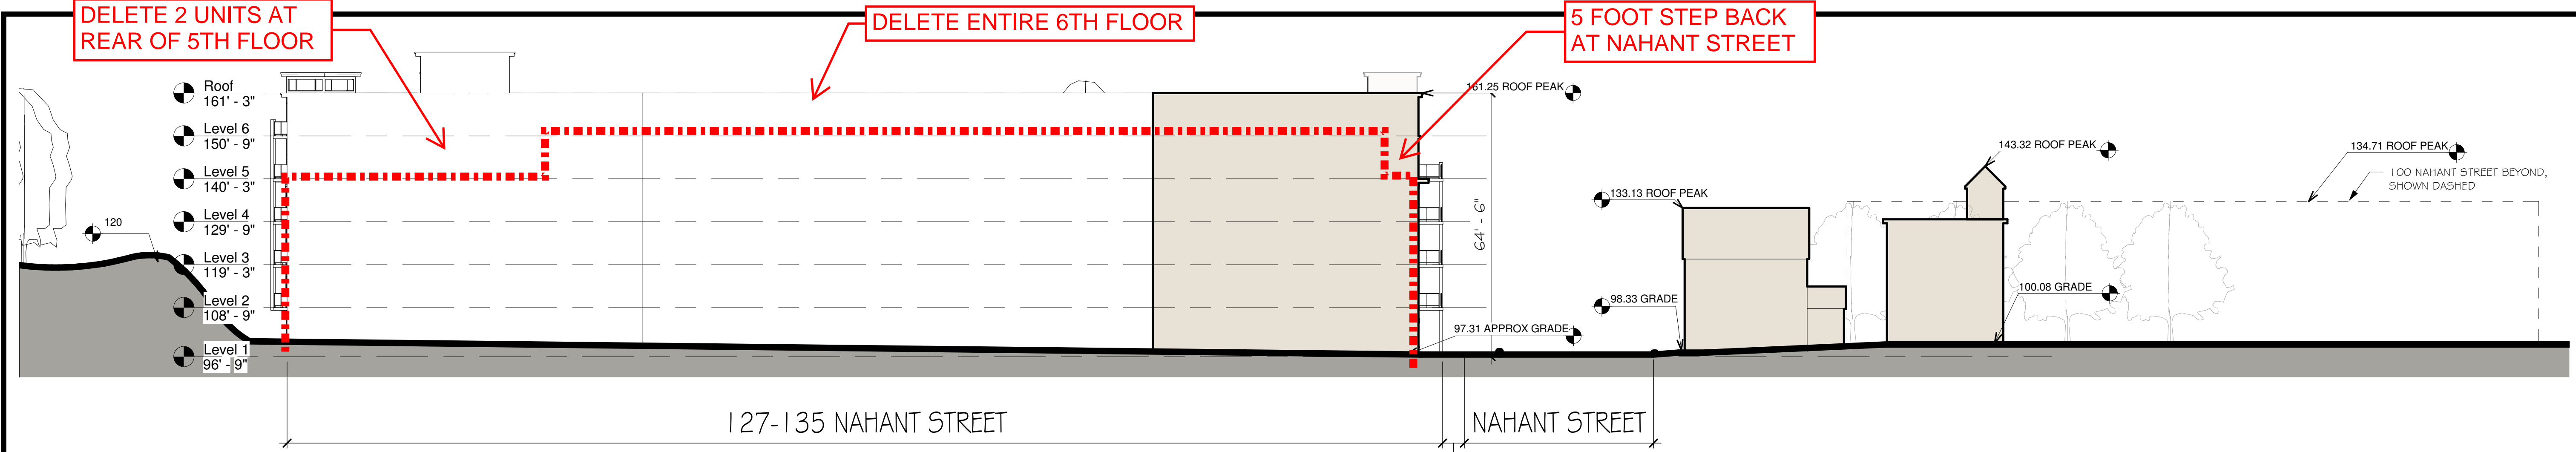 DELETE 2 UNITS AT
REAR OF 5TH FLOOR
DELETE ENTIRE 6TH FLOOR
5 FOOT STEP BACK
AT NAHANT STREET
Roof
161' - 3"
Level 6
150' - 9"
Level 5
140' - 3"
Level 4
129' - 9"
Level 3
119' - 3"
Level 2
108' - 9"
Level 1
96' - 9"
120
161.25 ROOF PEAK
64' - 6"
97.31 APPROX GRADE
133.13 ROOF PEAK
98.33 GRADE
143.32 ROOF PEAK
100.08 GRADE
134.71 ROOF PEAK
100 NAHANT STREET BEYOND,
SHOWN DASHED
127-135 NAHANT STREET
NAHANT STREET